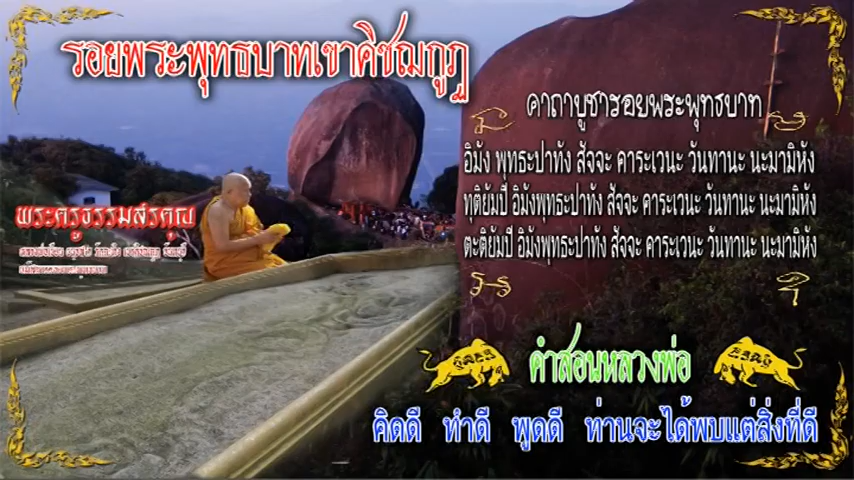 รอยพระพุทธบาทเขาคิชฌกูฏ
คาถาบูชารอยพระพุทธบาท
อิมัง พุทธะปาทัง สัจจะ คาระเวนะ วันทานะ นะมามิหัง
ทุติยัมปี อิมังพุทธะปาทัง สัจจะ คาระเวนะ วันทานะ นะมามิหัง
ตะติยัมปี อิมังพุทธะปาทัง สัจจะ คาระเวนะ วันทานะ นะมามิหัง
พระครูธรรมสรคุณ
คำสอนหลวงพ่อ
คิดดี ทำดี พูดดี ท่านจะได้พบแต่สิ่งที่ดี